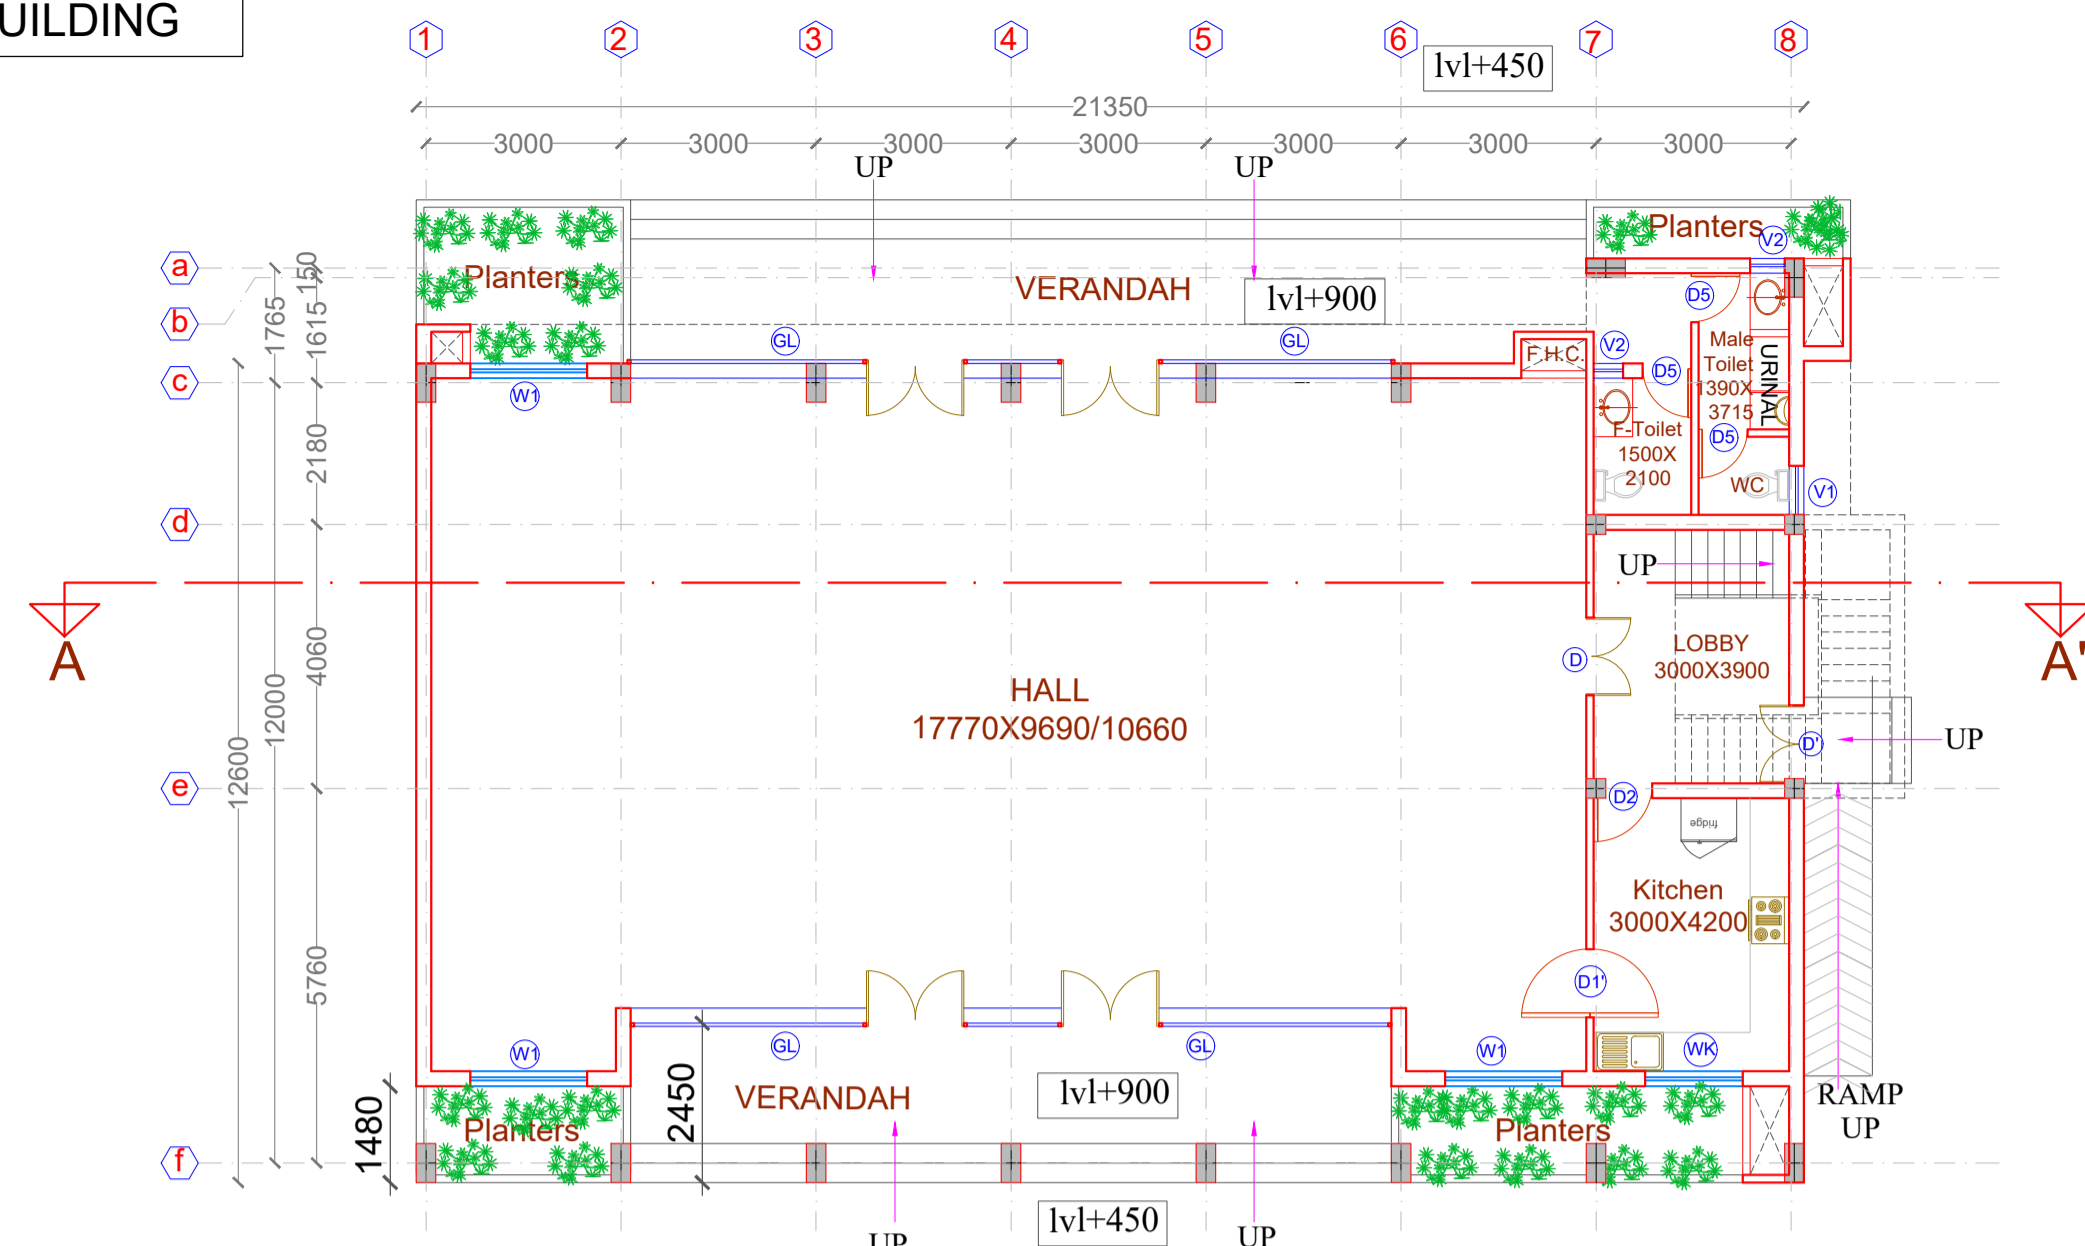 UILDING
1 2 3 4 5 6 7 8
lvl+450
21350
3000 3000 3000 3000 3000 3000 3000
UP UP
Planters
V2
a
150
Planters
VERANDAH
lvl+900
D5
b
1765
1615
GL GL
V2
Male
Toilet
1390X
3715
URINAL
F.H.C.
D5
c
W1
F-Toilet
1500X
2100
D5
2180
WC
V1
d
UP
A A'
4060
D
LOBBY
3000X3900
HALL
17770X9690/10660
12000
12600
D'
UP
e
D2
fridge
Kitchen
3000X4200
5760
D1'
W1
GL GL
W1
WK
1480
2450
VERANDAH
lvl+900
RAMP
UP
Planters
Planters
f
lvl+450
UP UP